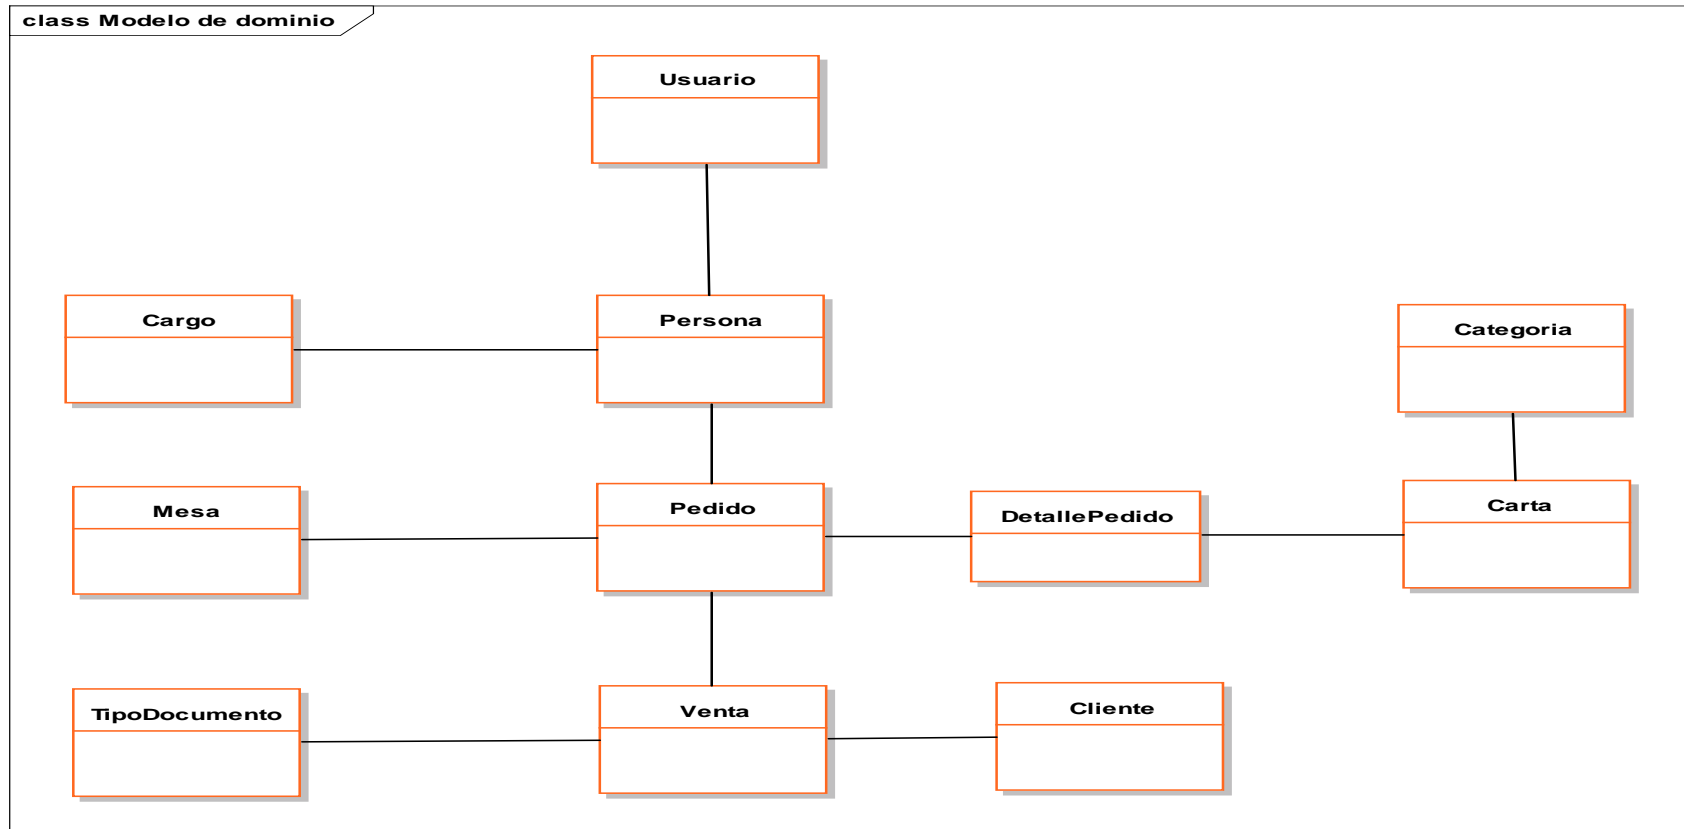 class Modelo de dominio
Usuario
Cargo
Persona
Categoria
Mesa
Pedido
DetallePedido
Carta
TipoDocumento
Venta
Cliente